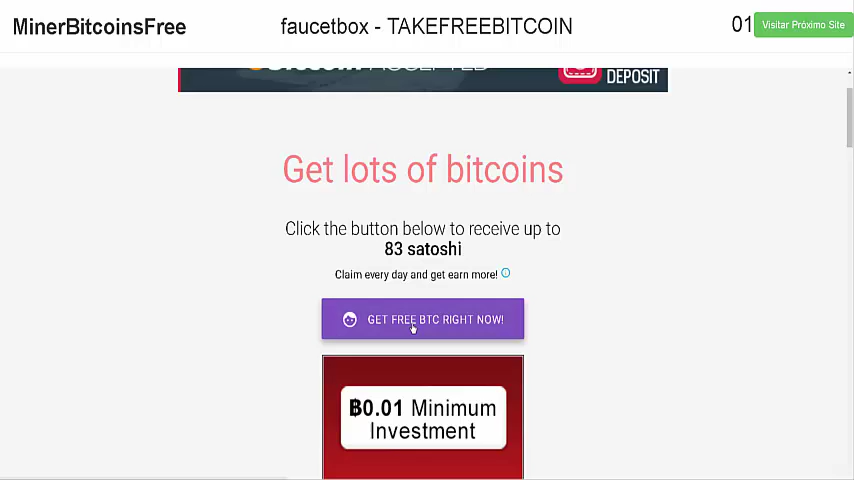 MinerBitcoinsFree
faucetbox - TAKEFREEBITCOIN
01
Visitar Próximo Site
DEPOSIT
Get lots of bitcoins
Click the button below to receive up to
83 satoshi
Claim every day and get earn more!
GET FREE BTC RIGHT NOW!
฿0.01 Minimum
Investment